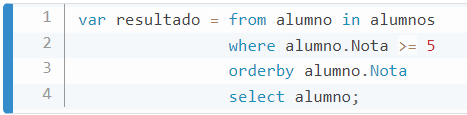 1 var resultado = from alumno in alumnos
2 where alumno.Nota >= 5
3 orderby alumno.Nota
4 select alumno;